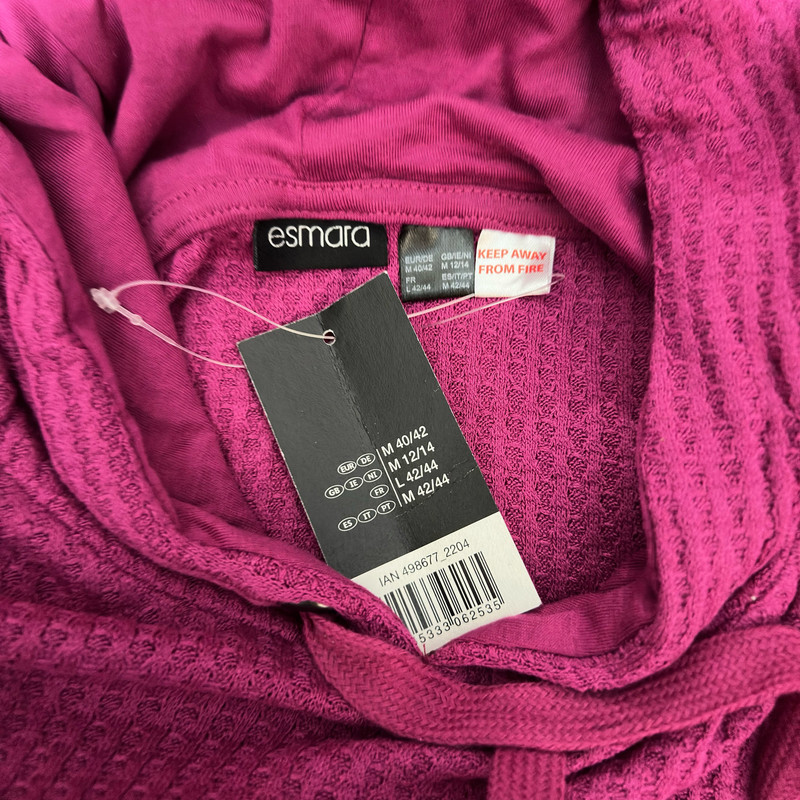 esmara
EUR/DE
M 40/42
FR
L 42/44
GB/IE/NI
M 12/14
ES/IT/PT
M 42/44
KEEP AWAY
FROM FIRE
EUR DE M 40/42
GB IE NI M 12/14
FR L 42/44
ES IT PT M 42/44
IAN 498677_2204
5333 062535